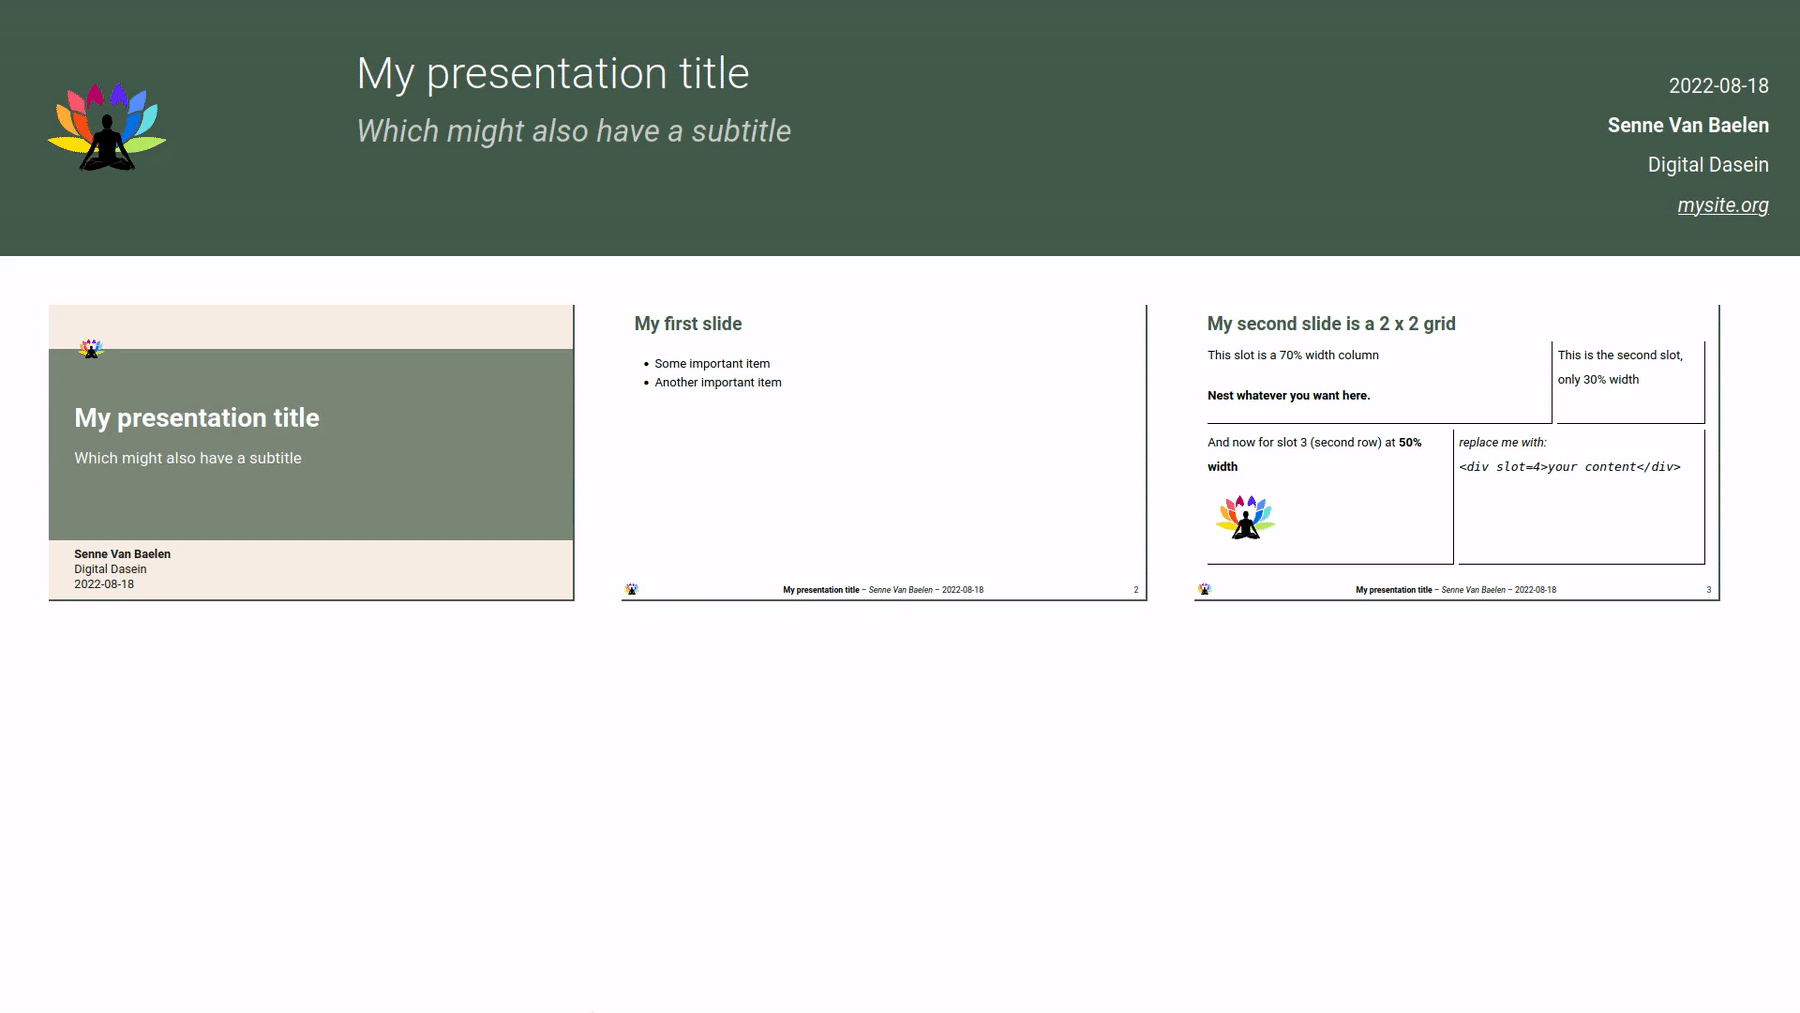 My presentation title
Which might also have a subtitle
2022-08-18
Senne Van Baelen
Digital Dasein
mysite.org
My presentation title
Which might also have a subtitle
Senne Van Baelen
Digital Dasein
2022-08-18
My first slide
• Some important item
• Another important item
My presentation title – Senne Van Baelen – 2022-08-18
2
My second slide is a 2 x 2 grid
This slot is a 70% width column
Nest whatever you want here.
This is the second slot,
only 30% width
And now for slot 3 (second row) at 50%
width
replace me with:
<div slot=4>your content</div>
My presentation title – Senne Van Baelen – 2022-08-18
3